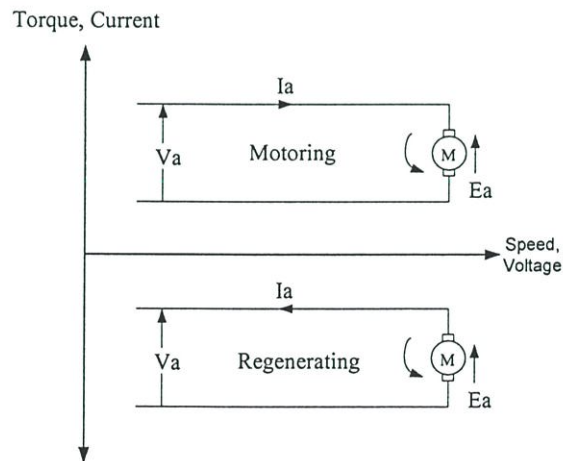 Torque, Current
Ia
Va
Motoring
M
Ea
Speed,
Voltage
Ia
Va
Regenerating
M
Ea